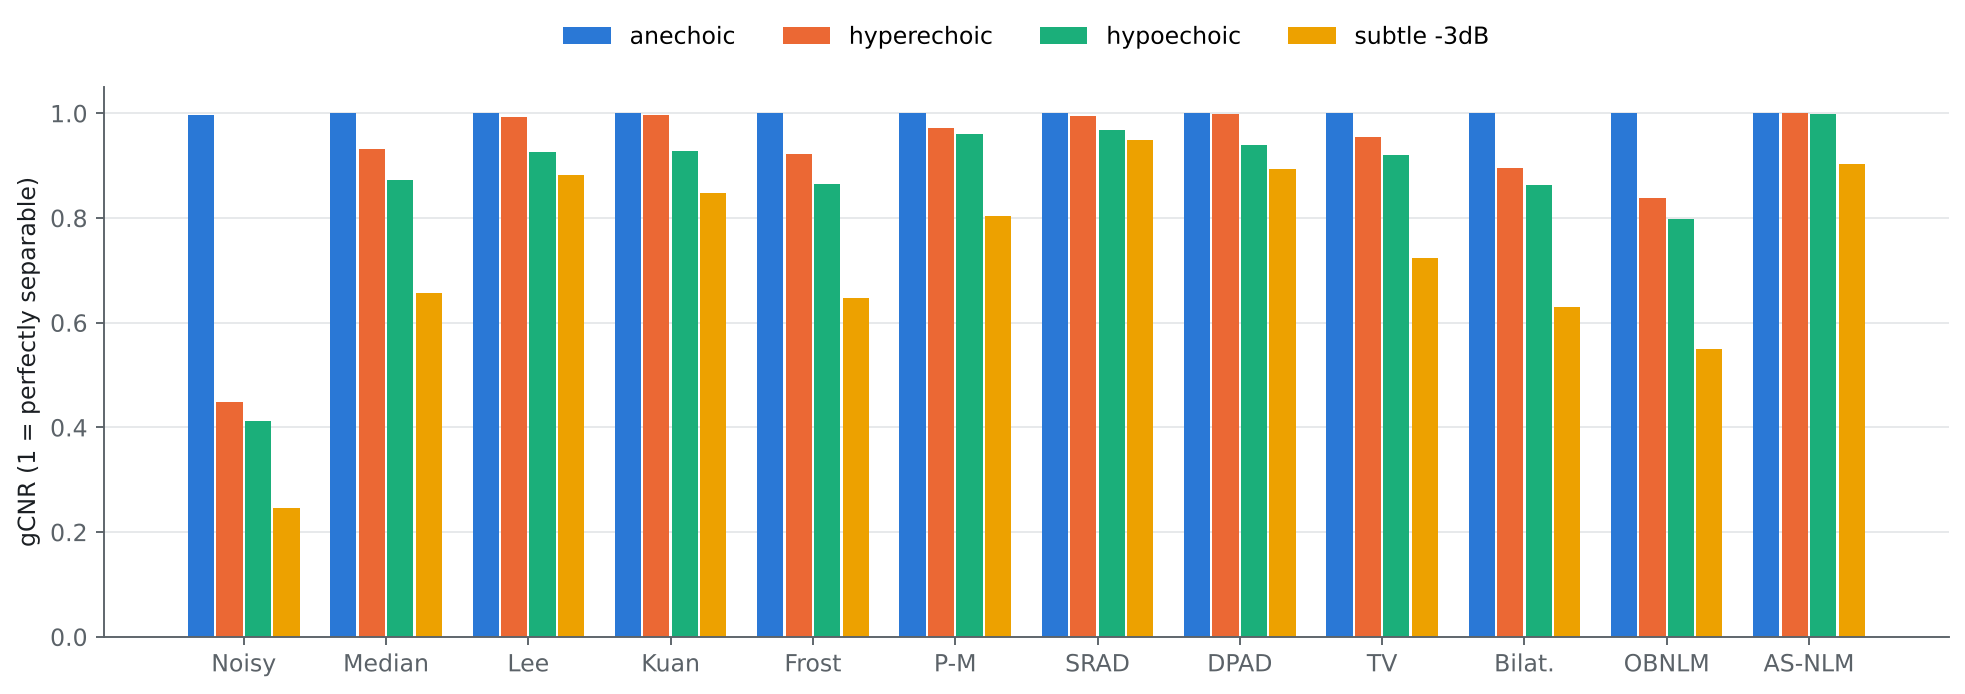 anechoic hyperechoic hypoechoic subtle -3dB
gCNR (1 = perfectly separable)
1.0
0.8
0.6
0.4
0.2
0.0
Noisy Median Lee Kuan Frost P-M SRAD DPAD TV Bilat. OBNLM AS-NLM